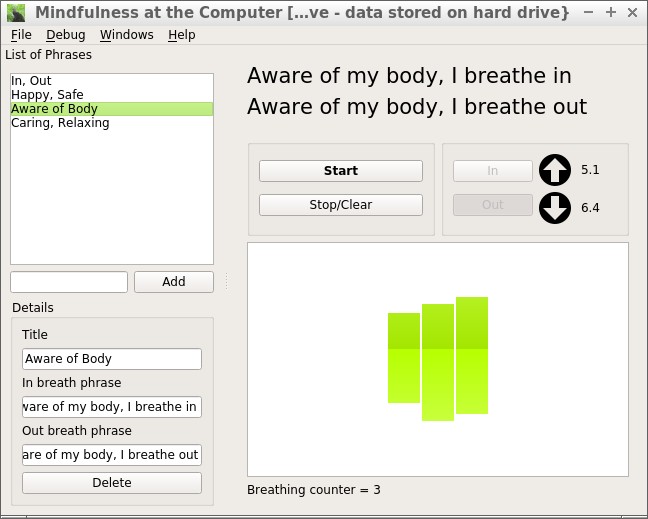 Mindfulness at the Computer [...ve - data stored on hard drive}
File Debug Windows Help
List of Phrases
In, Out
Happy, Safe
Aware of Body
Caring, Relaxing
Add
Details
Title
Aware of Body
In breath phrase
ware of my body, I breathe in
Out breath phrase
are of my body, I breathe out
Delete
Aware of my body, I breathe in
Aware of my body, I breathe out
Start
Stop/Clear
In
5.1
Out
6.4
Breathing counter = 3